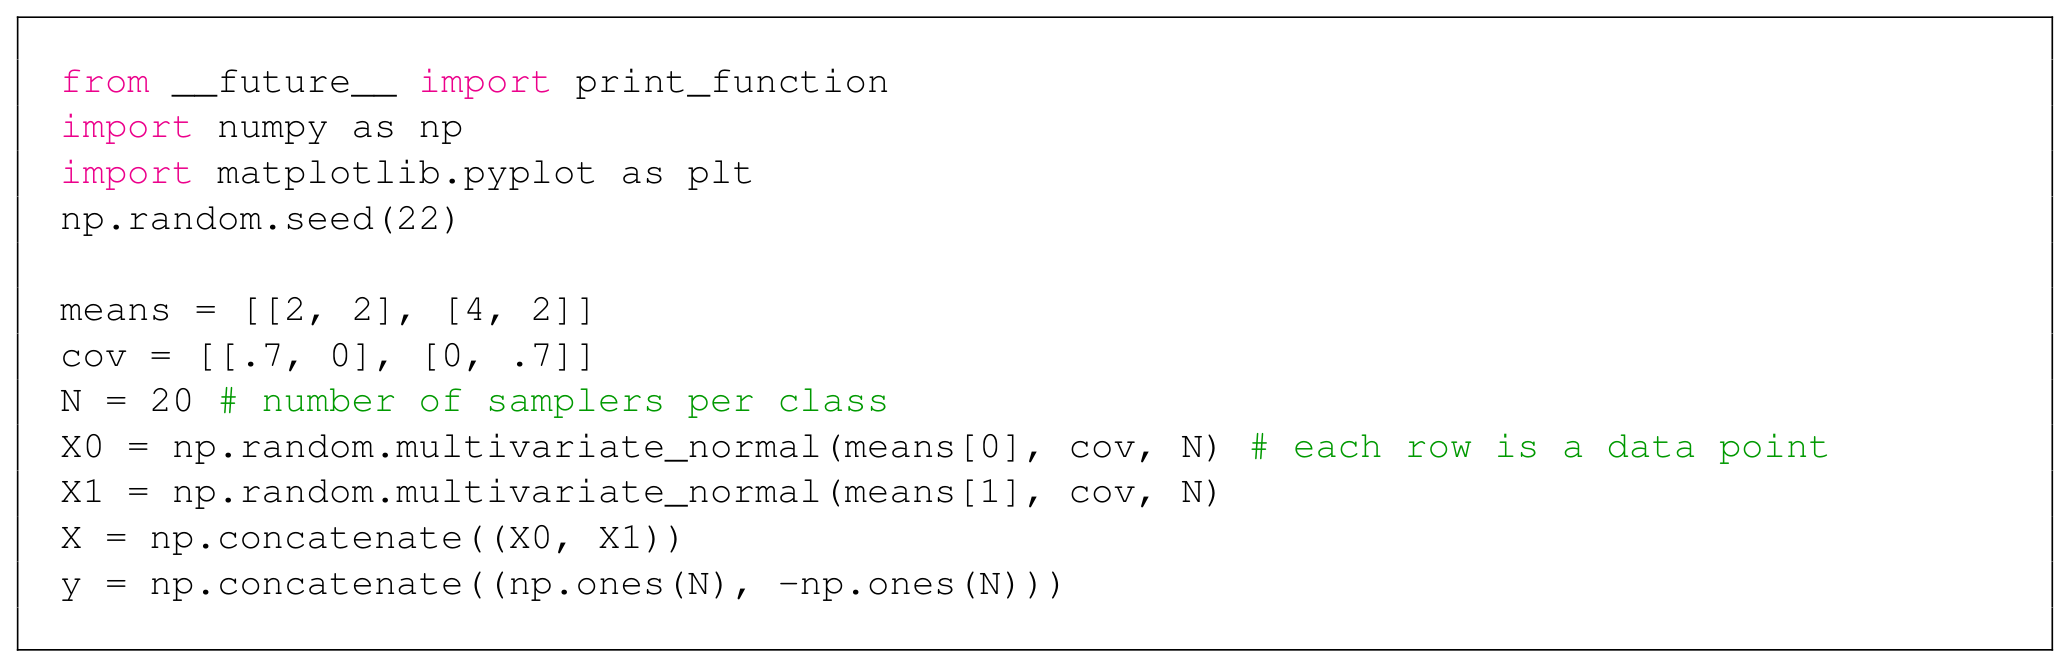 from __future__ import print_function
import numpy as np
import matplotlib.pyplot as plt
np.random.seed(22)
means = [[2, 2], [4, 2]]
cov = [[.7, 0], [0, .7]]
N = 20 # number of samplers per class
X0 = np.random.multivariate_normal(means[0], cov, N) # each row is a data point
X1 = np.random.multivariate_normal(means[1], cov, N)
X = np.concatenate((X0, X1))
y = np.concatenate((np.ones(N), -np.ones(N)))